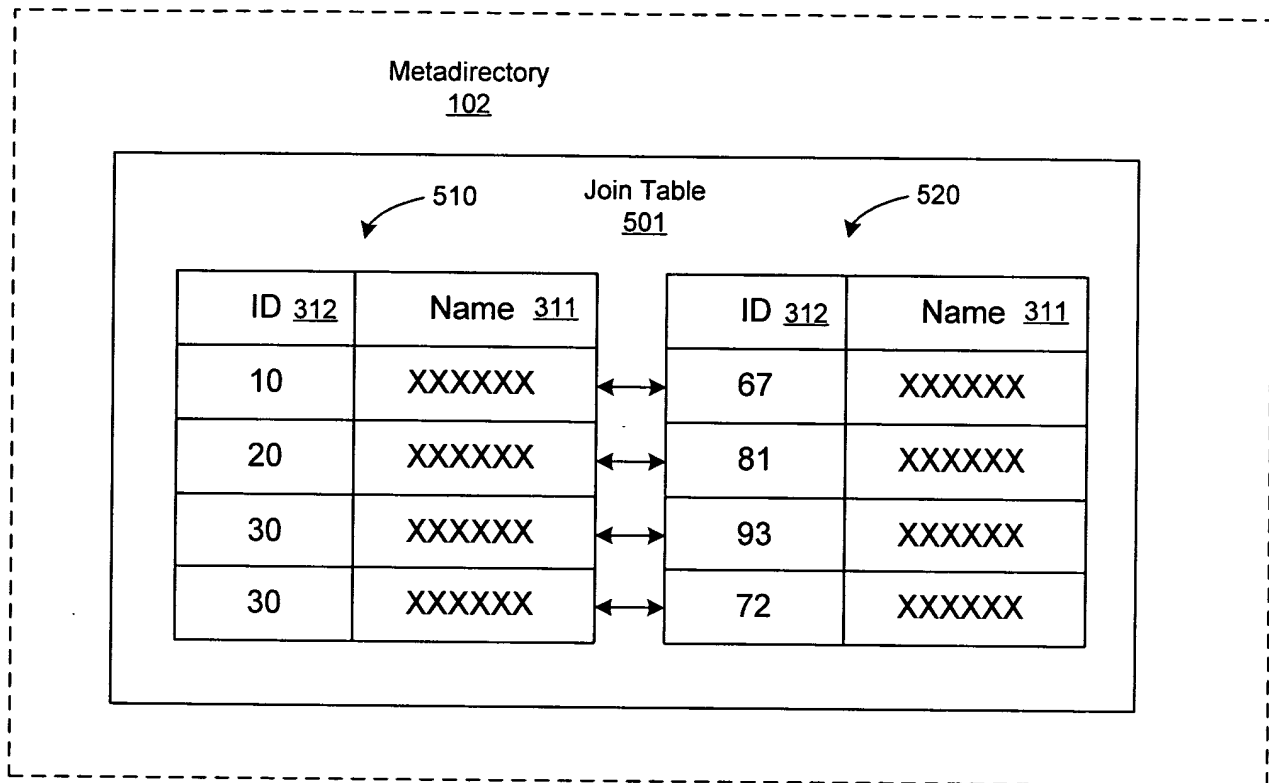 Metadirectory
102
510
Join Table
501
520
ID 312 Name 311 ID 312 Name 311
10 XXXXXX 67 XXXXXX
20 XXXXXX 81 XXXXXX
30 XXXXXX 93 XXXXXX
30 XXXXXX 72 XXXXXX